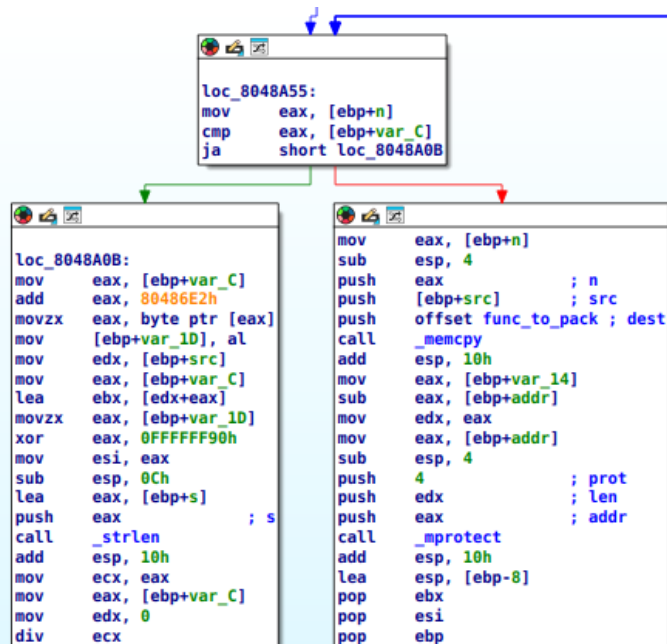 loc_8048A55:
mov eax, [ebp+n]
cmp eax, [ebp+var_C]
ja short loc_8048A0B
loc_8048A0B:
mov eax, [ebp+var_C]
add eax, 80486E2h
movzx eax, byte ptr [eax]
mov [ebp+var_1D], al
mov edx, [ebp+src]
mov eax, [ebp+var_C]
lea ebx, [edx+eax]
movzx eax, [ebp+var_1D]
xor eax, 0FFFFFF90h
mov esi, eax
sub esp, 0Ch
lea eax, [ebp+s]
push eax ; s
call _strlen
add esp, 10h
mov ecx, eax
mov eax, [ebp+var_C]
mov edx, 0
div ecx
mov eax, [ebp+n]
sub esp, 4
push eax ; n
push [ebp+src] ; src
push offset func_to_pack ; dest
call _memcpy
add esp, 10h
mov eax, [ebp+var_14]
sub eax, [ebp+addr]
mov edx, eax
mov eax, [ebp+addr]
sub esp, 4
push 4 ; prot
push edx ; len
push eax ; addr
call _mprotect
add esp, 10h
lea esp, [ebp-8]
pop ebx
pop esi
pop ebp